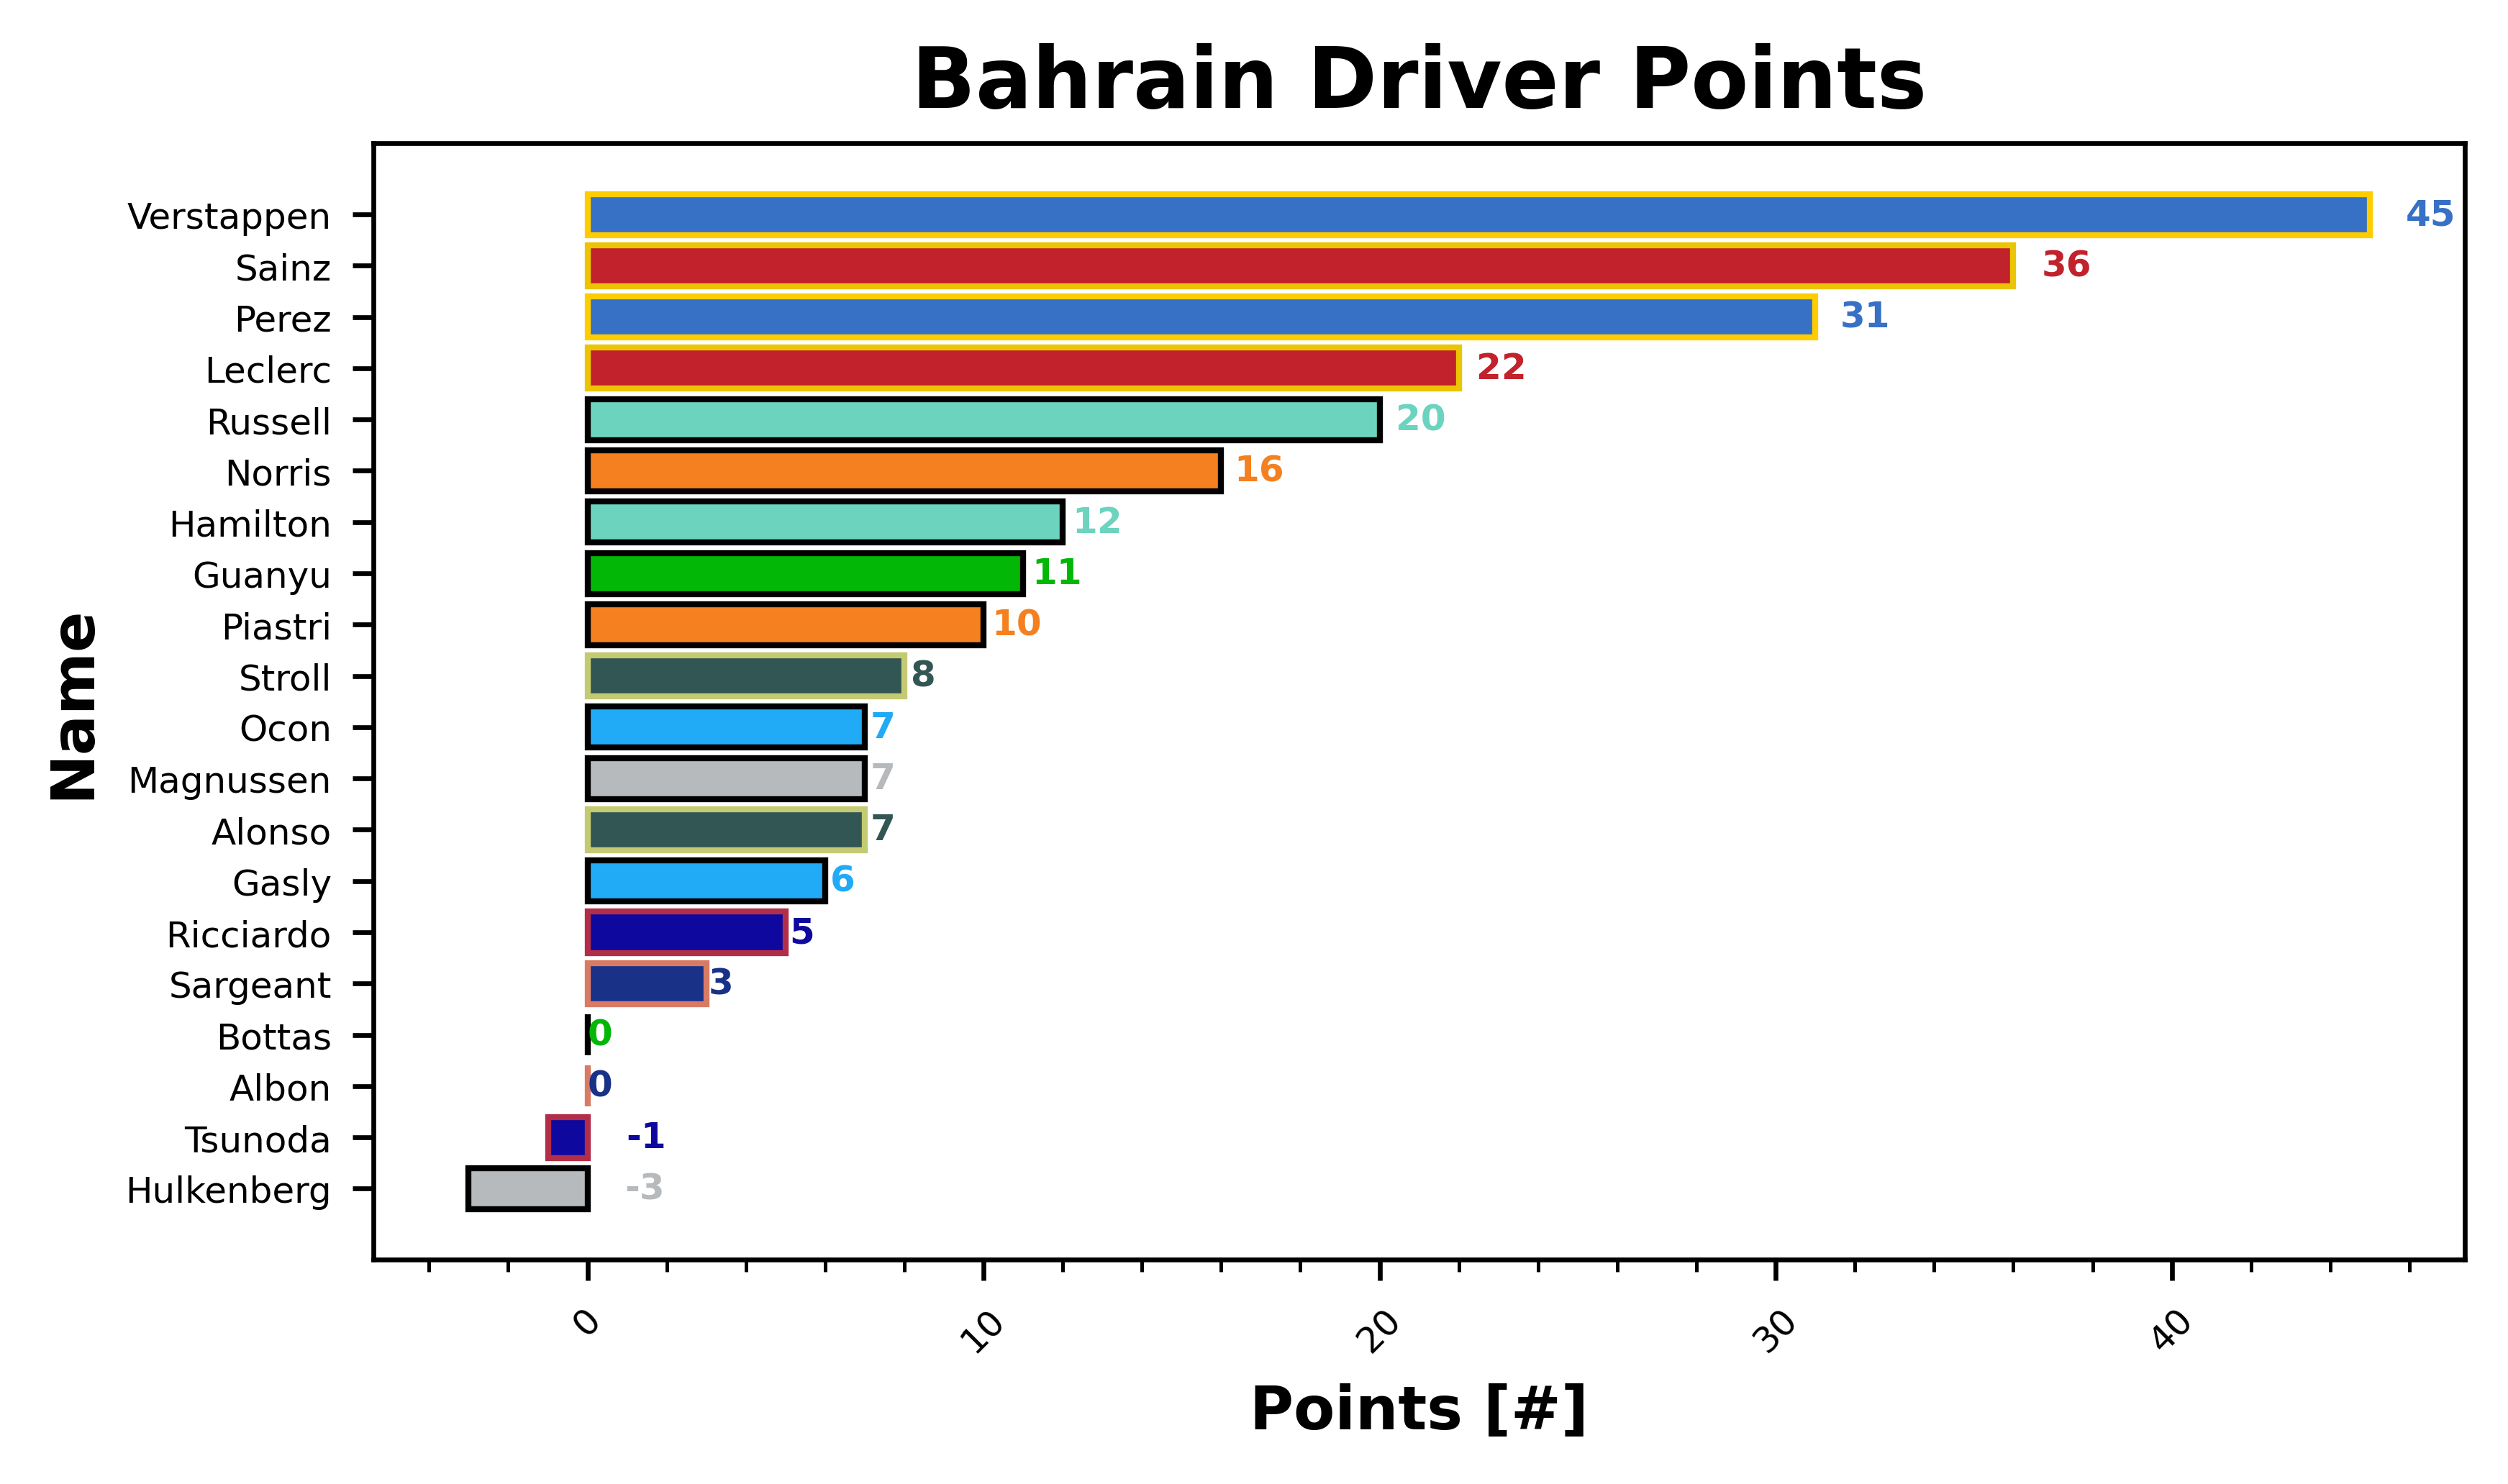 Bahrain Driver Points
Name
Verstappen 45
Sainz 36
Perez 31
Leclerc 22
Russell 20
Norris 16
Hamilton 12
Guanyu 11
Piastri 10
Stroll 8
Ocon 7
Magnussen 7
Alonso 7
Gasly 6
Ricciardo 5
Sargeant 3
Bottas 0
Albon 0
Tsunoda -1
Hulkenberg -3
0 10 20 30 40
Points [#]